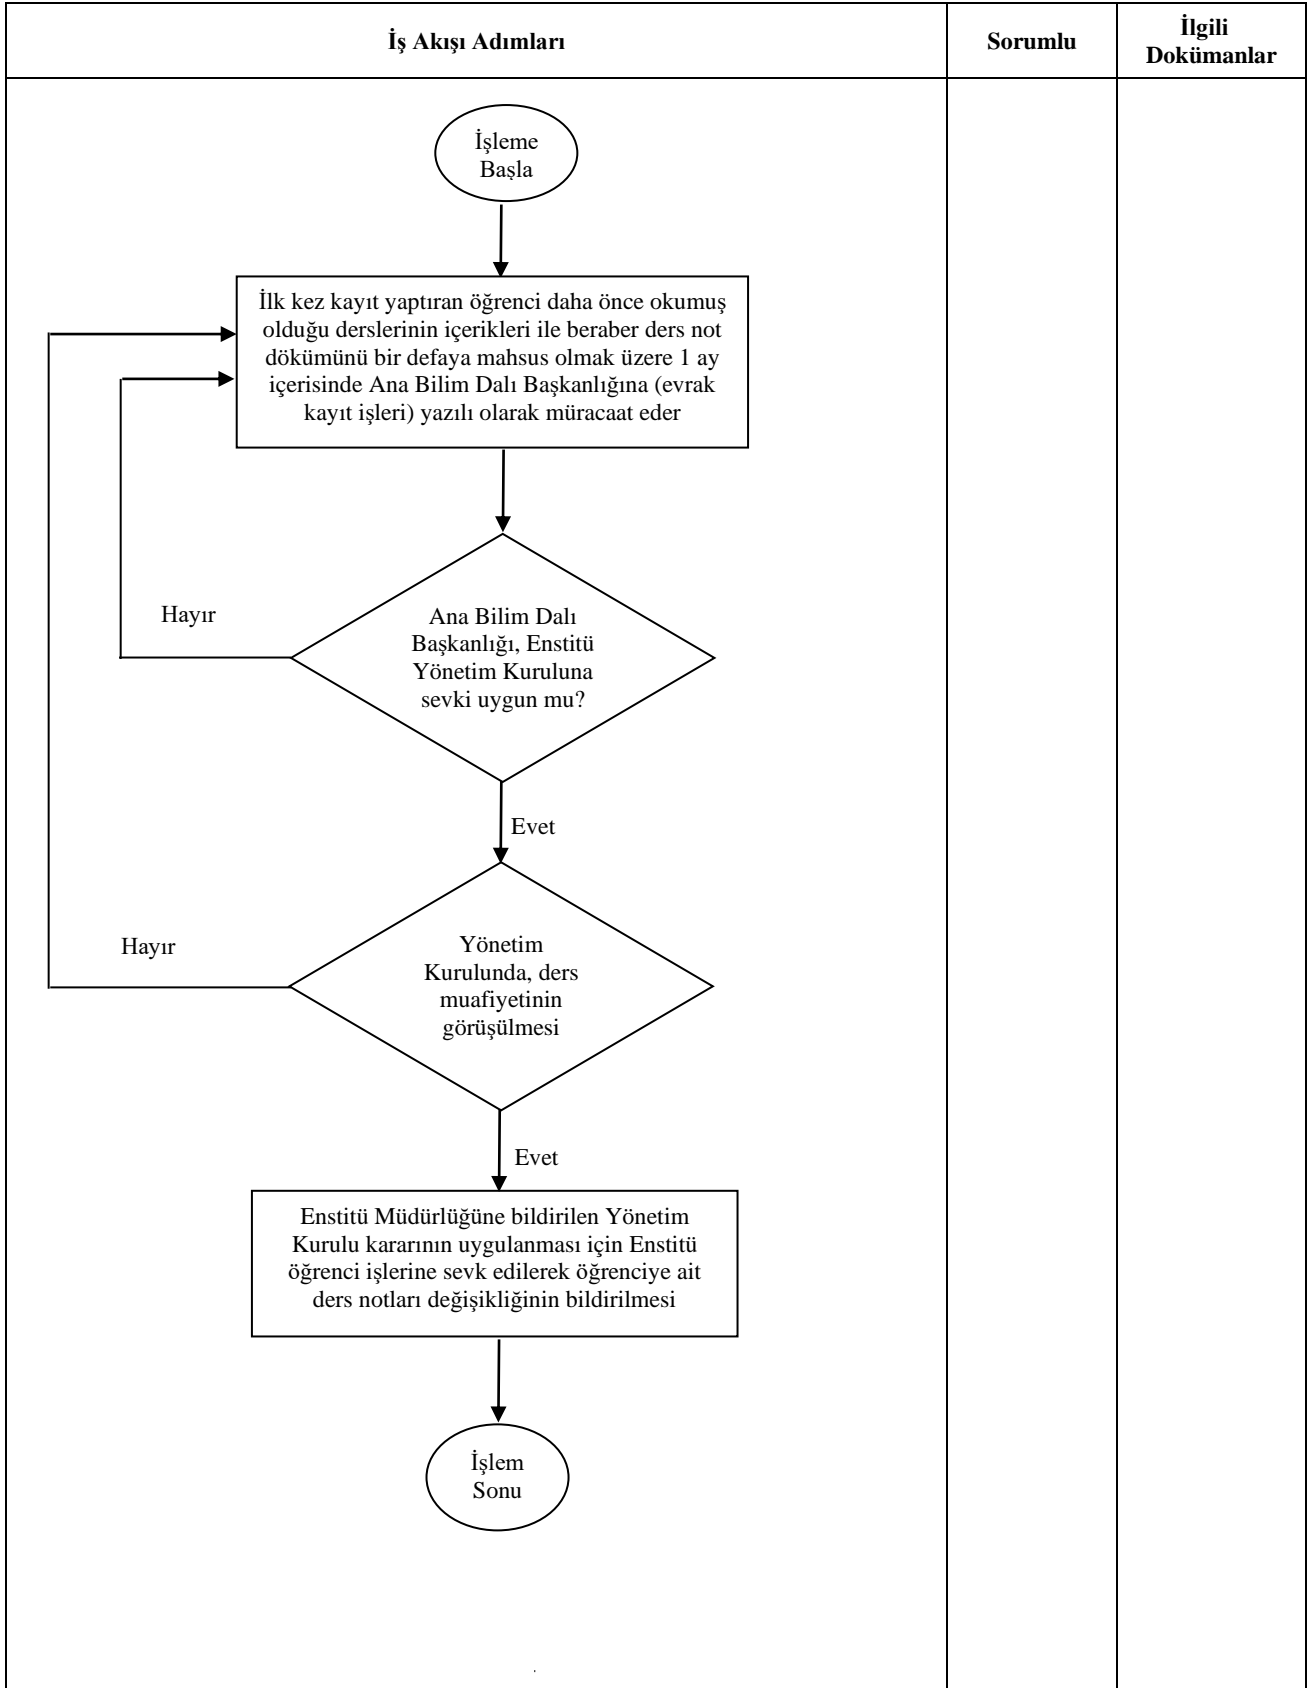 İş Akışı Adımları
Sorumlu
İlgili
Dokümanlar
İşleme
Başla
İlk kez kayıt yaptıran öğrenci daha önce okumuş
olduğu derslerinin içerikleri ile beraber ders not
dökümünü bir defaya mahsus olmak üzere 1 ay
içerisinde Ana Bilim Dalı Başkanlığına (evrak
kayıt işleri) yazılı olarak müracaat eder
Hayır
Ana Bilim Dalı
Başkanlığı, Enstitü
Yönetim Kuruluna
sevki uygun mu?
Evet
Hayır
Yönetim
Kurulunda, ders
muafiyetinin
görüşülmesi
Evet
Enstitü Müdürlüğüne bildirilen Yönetim
Kurulu kararının uygulanması için Enstitü
öğrenci işlerine sevk edilerek öğrenciye ait
ders notları değişikliğinin bildirilmesi
İşlem
Sonu